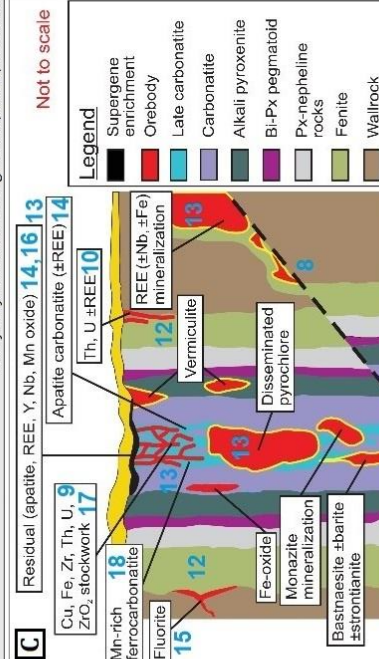 C
Not to scale
Residual (apatite, REE, Y, Nb, Mn oxide) 14,16 13
Apatite carbonatite (±REE) 14
Cu, Fe, Zr, Th, U, 9
ZrO₂ stockwork 17
Th, U ±REE 10
REE (±Nb, ±Fe)
mineralization
Mn-rich 18
ferrocarbonatite
Fluorite
15
12
13
12
13
13
8
Vermiculite
Disseminated
pyrochlore
Fe-oxide
Monazite
mineralization
Bastnaesite ±barite
±strontianite
Legend
Supergene
enrichment
Orebody
Late carbonatite
Carbonatite
Alkali pyroxenite
Bi-Px pegmatoid
Px-nepheline
rocks
Fenite
Wallrock